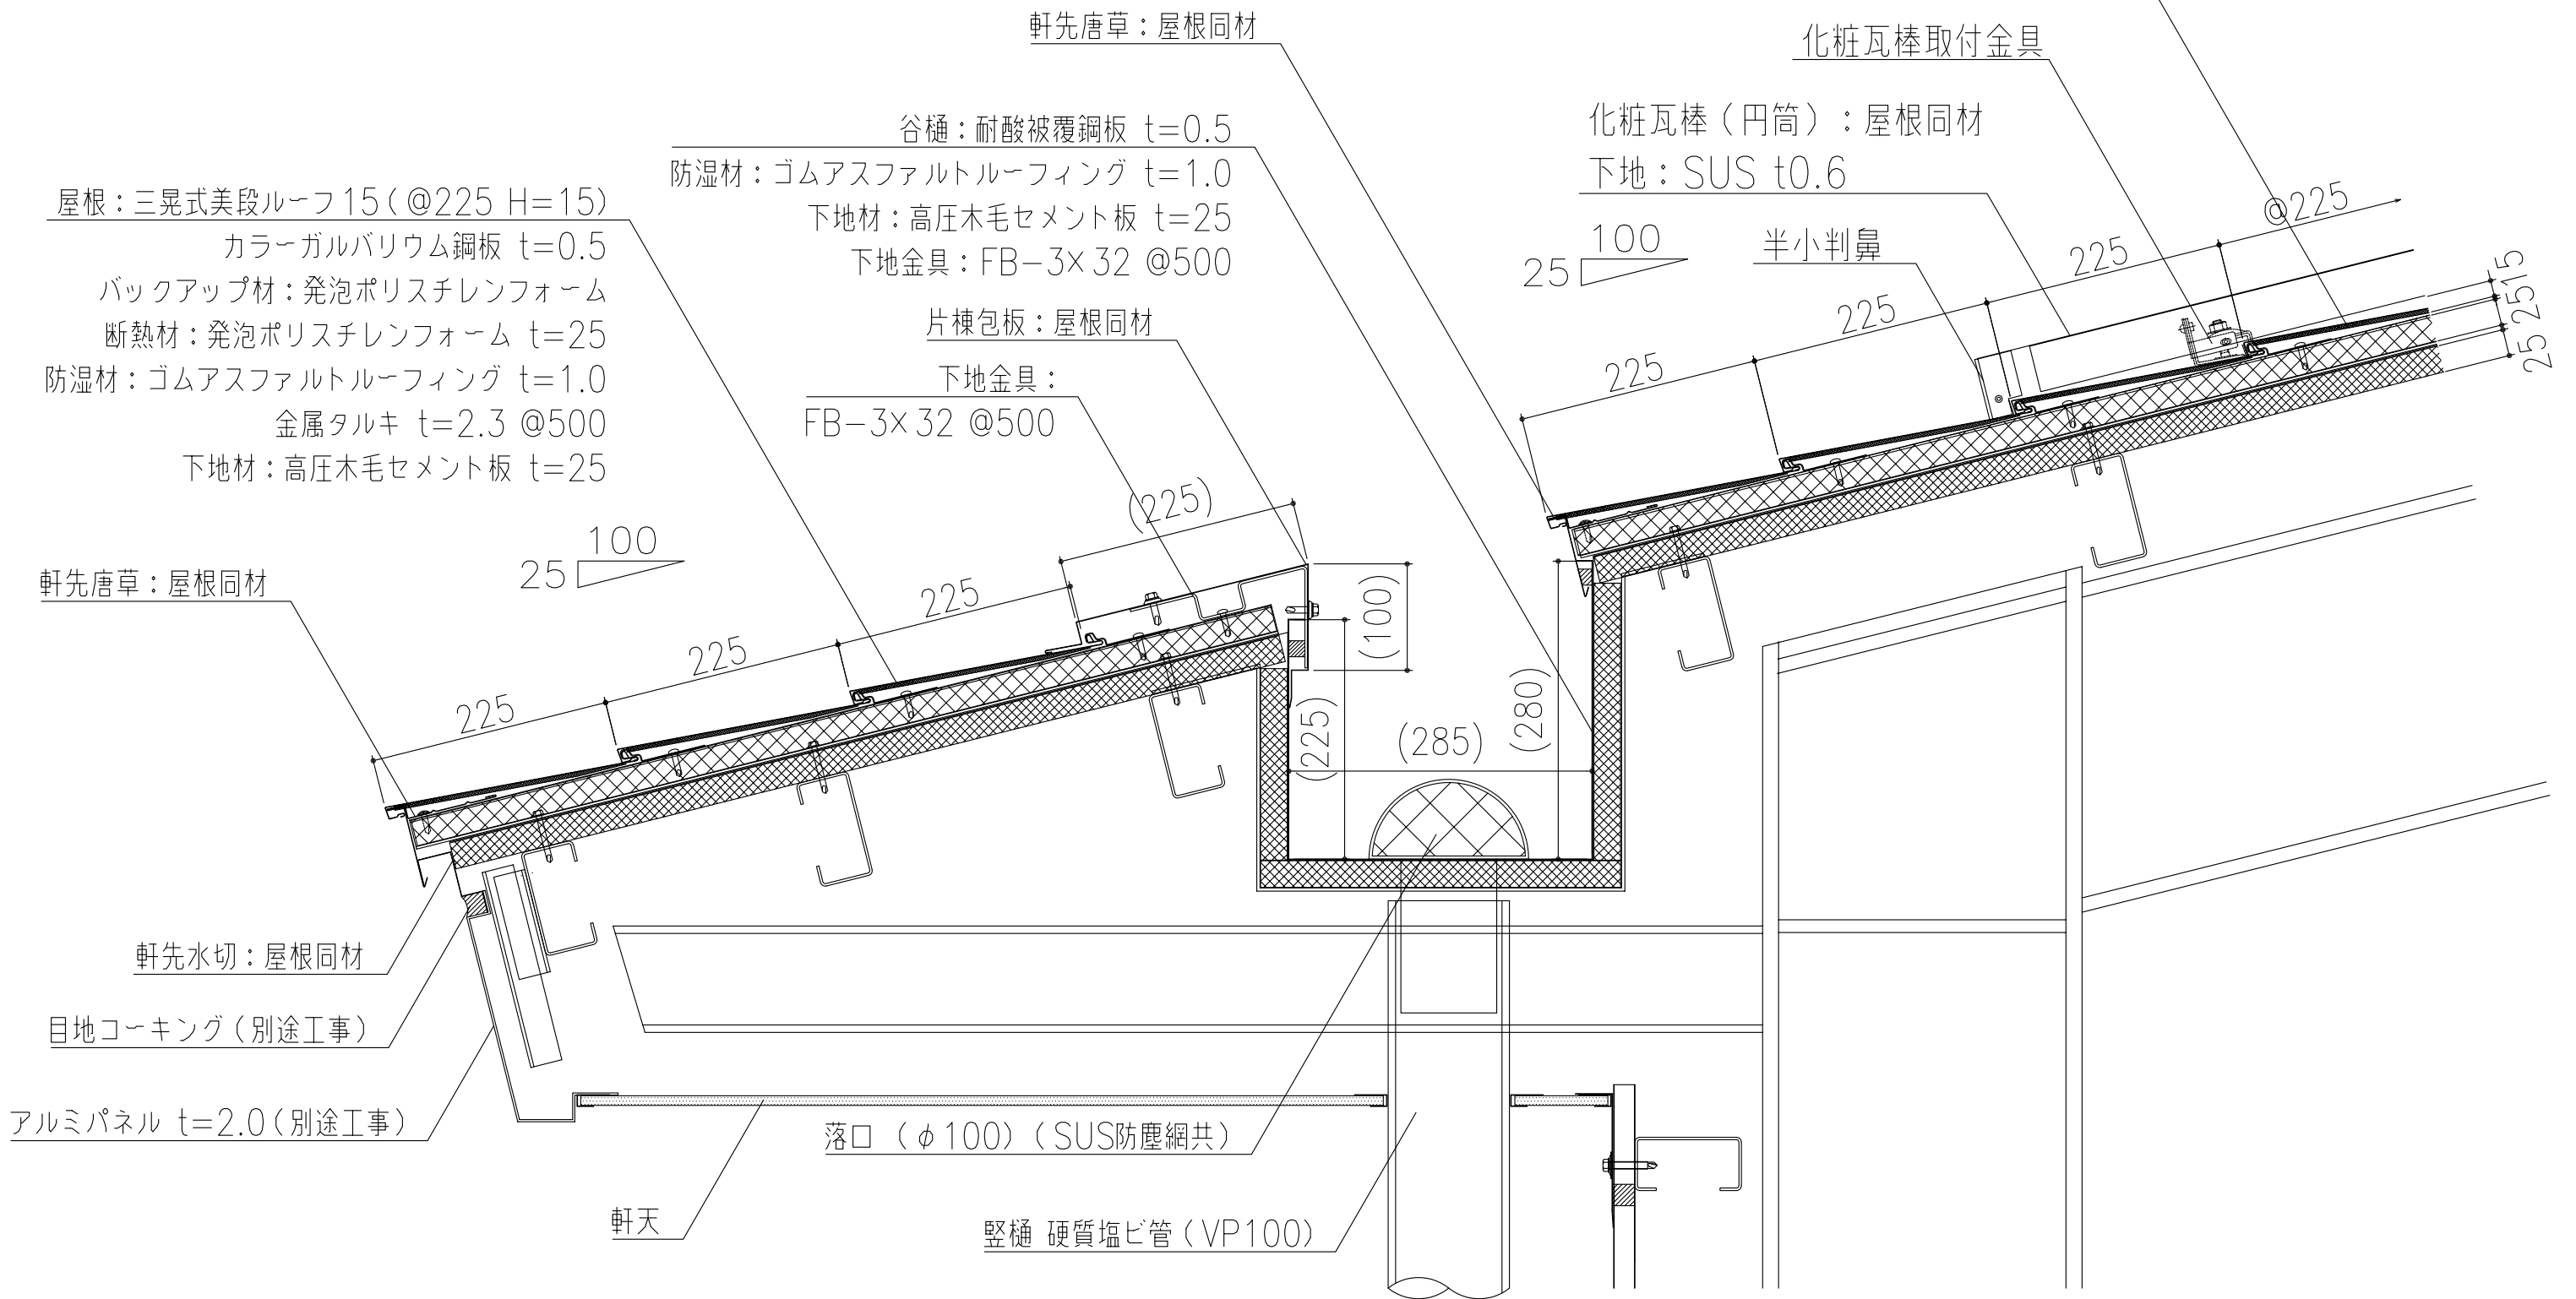 軒先唐草：屋根同材
化粧瓦棒取付金具
谷樋：耐酸被覆鋼板 t=0.5
防湿材：ゴムアスファルトルーフィング t=1.0
下地材：高圧木毛セメント板 t=25
下地金具：FB-3×32 @500
化粧瓦棒（円筒）：屋根同材
下地：SUS t0.6
屋根：三晃式美段ルーフ15(@225 H=15)
カラーガルバリウム鋼板 t=0.5
バックアップ材：発泡ポリスチレンフォーム
断熱材：発泡ポリスチレンフォーム t=25
防湿材：ゴムアスファルトルーフィング t=1.0
金属タルキ t=2.3 @500
下地材：高圧木毛セメント板 t=25
片棟包板：屋根同材
下地金具：
FB-3×32 @500
100
25
半小判鼻
@225
225
225
225
15
25
25
100
25
(225)
225
225
225
(100)
(225)
(285)
(280)
軒先唐草：屋根同材
軒先水切：屋根同材
目地コーキング（別途工事）
アルミパネル t=2.0（別途工事）
落口 （φ100）（SUS防塵網共）
軒天
竪樋 硬質塩ビ管（VP100）